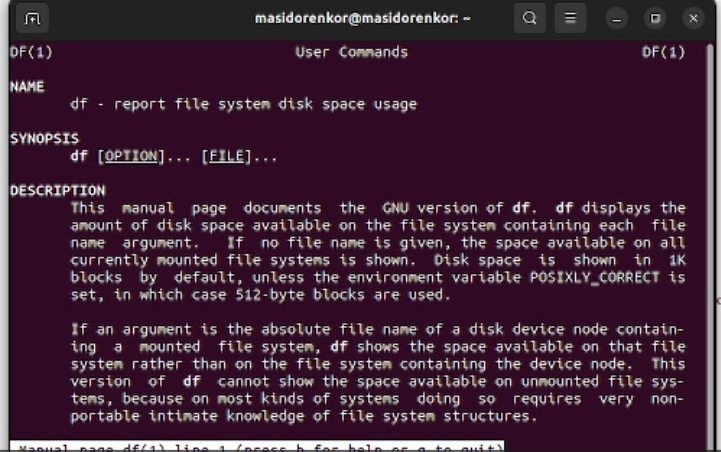 masidorenkor@masidorenkor: ~
DF(1) User Commands DF(1)
NAME
df - report file system disk space usage
SYNOPSIS
df [OPTION]... [FILE]...
DESCRIPTION
This manual page documents the GNU version of df. df displays the
amount of disk space available on the file system containing each file
name argument. If no file name is given, the space available on all
currently mounted file systems is shown. Disk space is shown in 1K
blocks by default, unless the environment variable POSIXLY_CORRECT is
set, in which case 512-byte blocks are used.
If an argument is the absolute file name of a disk device node contain-
ing a mounted file system, df shows the space available on that file
system rather than on the file system containing the device node. This
version of df cannot show the space available on unmounted file sys-
tems, because on most kinds of systems doing so requires very non-
portable intimate knowledge of file system structures.
Manual page df(1) line 1 (press h for help or q to quit)